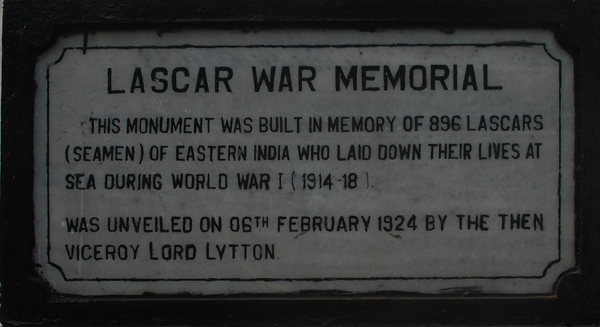 LASCAR WAR MEMORIAL
THIS MONUMENT WAS BUILT IN MEMORY OF 896 LASCARS
(SEAMEN) OF EASTERN INDIA WHO LAID DOWN THEIR LIVES AT
SEA DURING WORLD WAR I (1914-18).
WAS UNVEILED ON 06TH FEBRUARY 1924 BY THE THEN
VICEROY LORD LYTTON.